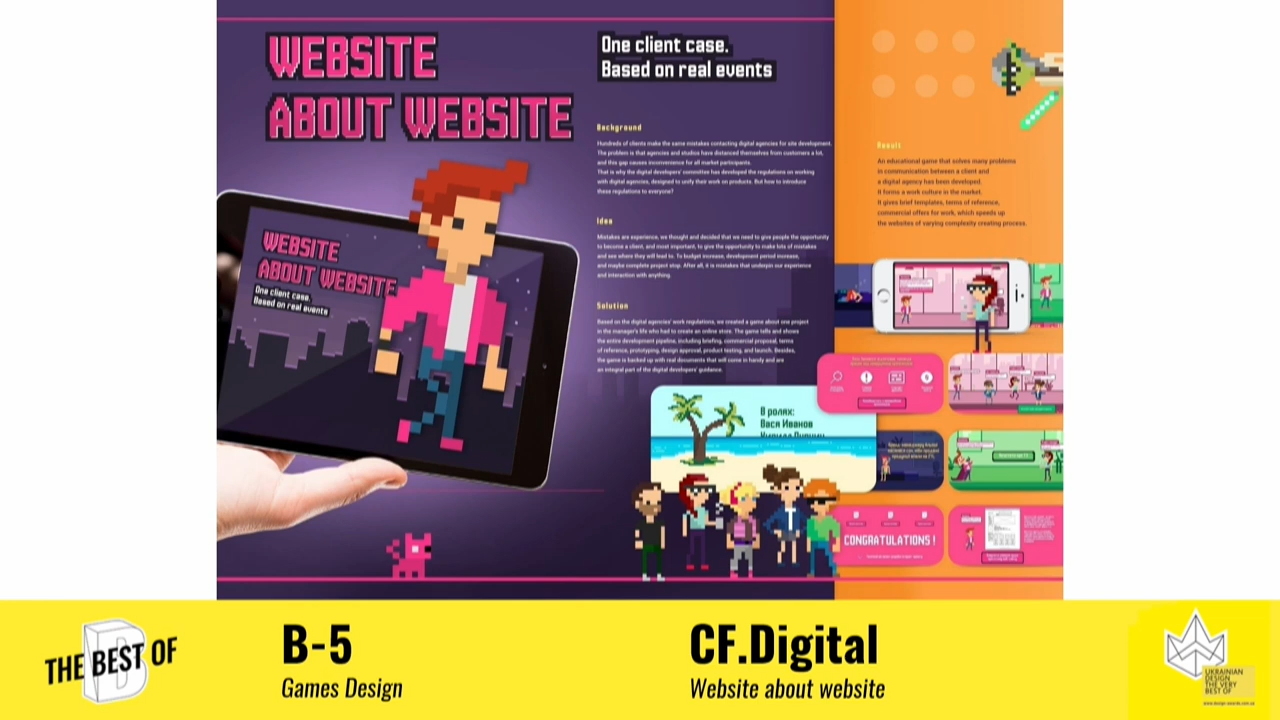 WEBSITE
ABOUT WEBSITE
One client case.
Based on real events
Background
Hundreds of clients make the same mistakes contacting digital agencies for site development.
The problem is that agencies and studios have distanced themselves from customers a lot,
and this gap causes inconvenience for all market participants.
That is why the digital developers' committee has developed the regulations on working
with digital agencies, designed to unify their work on products. But how to introduce
these regulations to everyone?
Idea
Mistakes are experience, we thought and decided that we need to give people the opportunity
to become a client, and most important, to give the opportunity to make lots of mistakes
and see where they will lead to. To budget increase, development period increase,
and maybe complete project stop. After all, it is mistakes that underpin our experience
and interaction with anything.
Solution
Based on the digital agencies' work regulations, we created a game about one project
in the manager's life who had to create an online store. The game tells and shows
the entire development pipeline, including briefing, commercial proposal, terms
of reference, prototyping, design approval, product testing, and launch. Besides,
the game is backed up with real documents that will come in handy and are
an integral part of the digital developers' guidance.
Result
An educational game that solves many problems
in communication between a client and
a digital agency has been developed.
It forms a work culture in the market.
It gives brief templates, terms of reference,
commercial offers for work, which speeds up
the websites of varying complexity creating process.
WEBSITE
ABOUT WEBSITE
One client case.
Based on real events
В ролях:
Вася Иванов
CONGRATULATIONS !
THE BEST OF
B-5
Games Design
CF.Digital
Website about website
UKRAINIAN
DESIGN
THE VERY
BEST OF
www.design-awards.com.ua